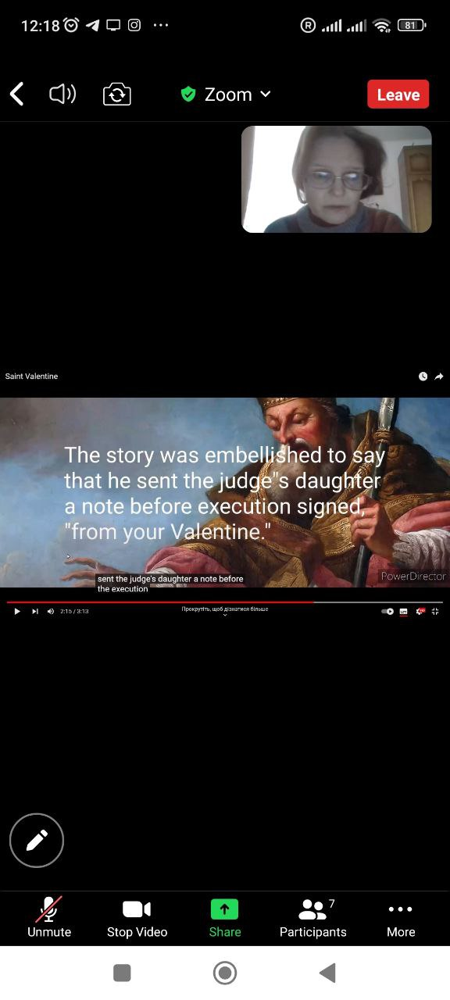 12:18
R
81
Zoom
Leave
Saint Valentine
The story was embellished to say
that he sent the judge"s daughter
a note before execution signed,
"from your Valentine."
PowerDirector
sent the judge's daughter a note before
the execution
2:15 / 3:13
Прокрутіть, щоб дізнатися більше
7
Unmute
Stop Video
Share
Participants
More